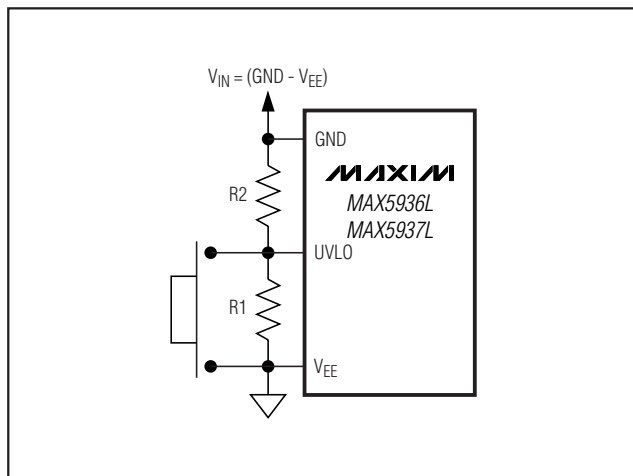 V_IN = (GND - V_EE)
GND
MAXIM
MAX5936L
MAX5937L
R2
UVLO
R1
V_EE